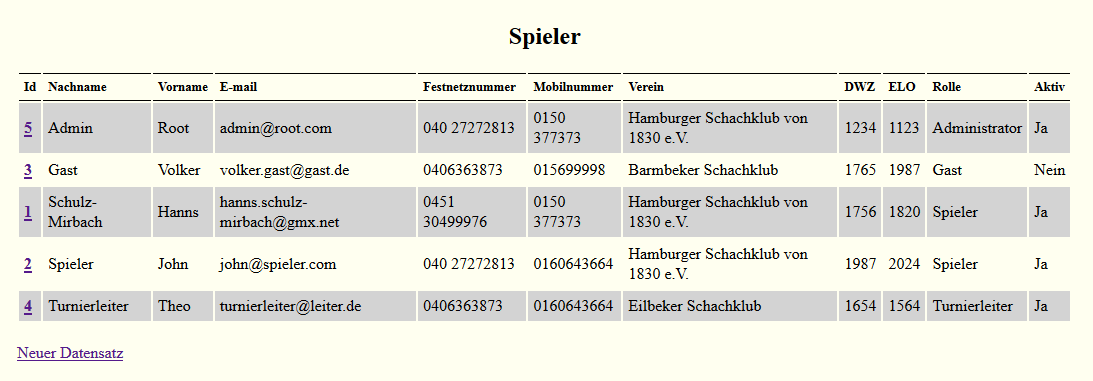 Spieler
Id Nachname Vorname E-mail Festnetznummer Mobilnummer Verein DWZ ELO Rolle Aktiv
5 Admin Root admin@root.com 040 27272813 0150 377373 Hamburger Schachklub von 1830 e.V. 1234 1123 Administrator Ja
3 Gast Volker volker.gast@gast.de 0406363873 015699998 Barmbeker Schachklub 1765 1987 Gast Nein
1 Schulz-Mirbach Hanns hanns.schulz-mirbach@gmx.net 0451 30499976 0150 377373 Hamburger Schachklub von 1830 e.V. 1756 1820 Spieler Ja
2 Spieler John john@spieler.com 040 27272813 0160643664 Hamburger Schachklub von 1830 e.V. 1987 2024 Spieler Ja
4 Turnierleiter Theo turnierleiter@leiter.de 0406363873 0160643664 Eilbeker Schachklub 1654 1564 Turnierleiter Ja
Neuer Datensatz